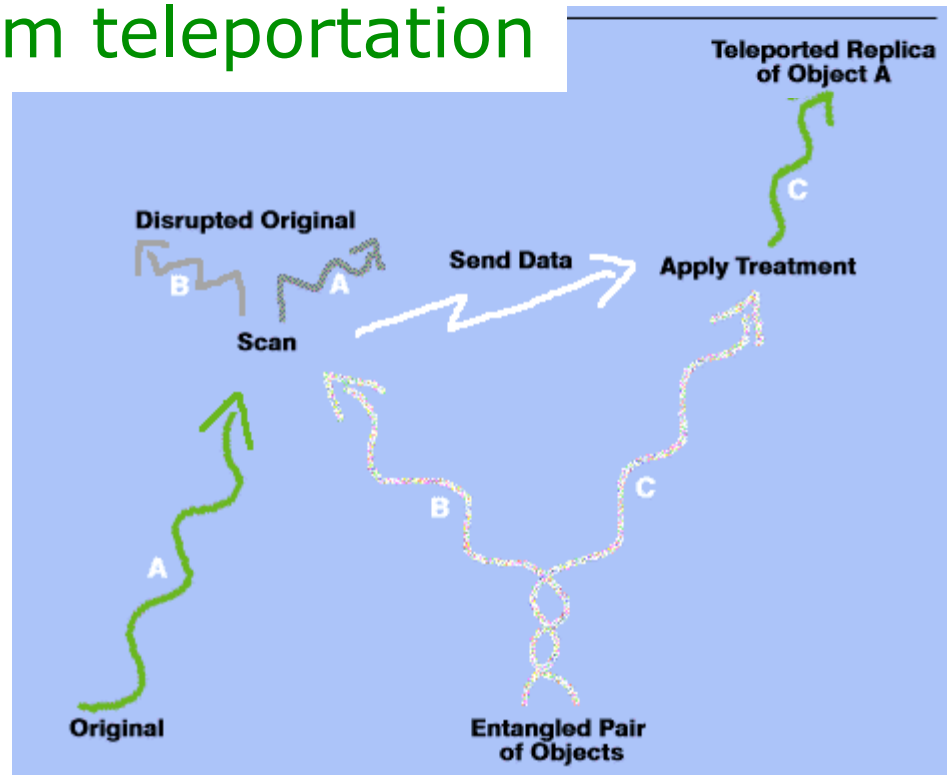 m teleportation
Teleported Replica
of Object A
C
Disrupted Original
B
A
Send Data
Apply Treatment
Scan
B
C
A
Original
Entangled Pair
of Objects